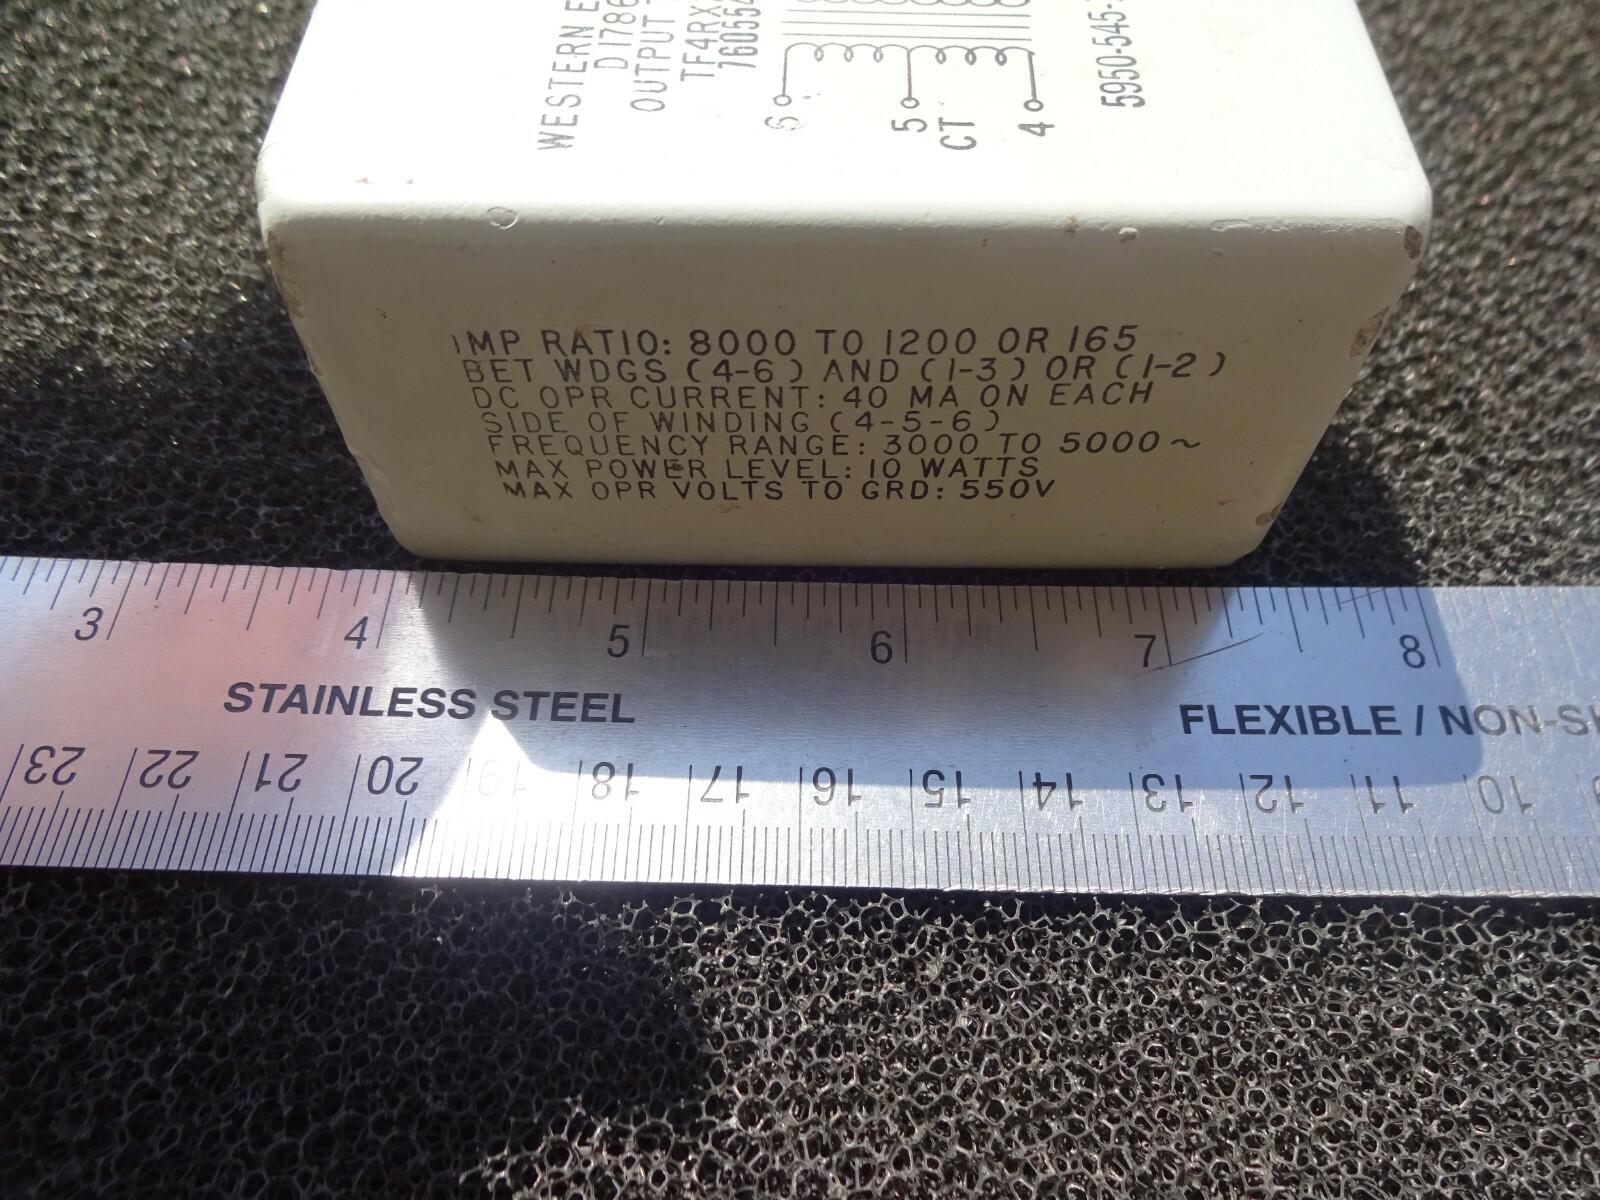 WESTERN
D1786
OUTPUT
TF4RX
76055
6
5
CT
4
5950-545-
IMP RATIO: 8000 TO 1200 OR 165
BET WDGS (4-6) AND (1-3) OR (1-2)
DC OPR CURRENT: 40 MA ON EACH
SIDE OF WINDING (4-5-6)
FREQUENCY RANGE: 3000 TO 5000~
MAX POWER LEVEL: 10 WATTS
MAX OPR VOLTS TO GRD: 550V
3 4 5 6 7 8
STAINLESS STEEL FLEXIBLE / NON-S
23 22 21 20 19 18 17 16 15 14 13 12 11 10